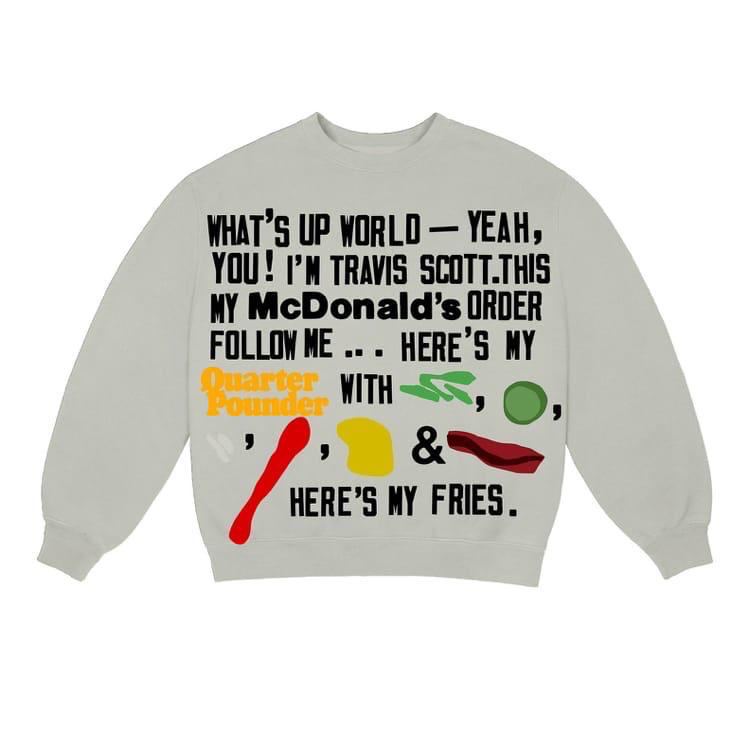 WHAT'S UP WORLD — YEAH,
YOU! I'M TRAVIS SCOTT.THIS
MY McDonald's ORDER
FOLLOW ME ... HERE'S MY
Quarter Pounder WITH , ,
, , &
HERE'S MY FRIES.